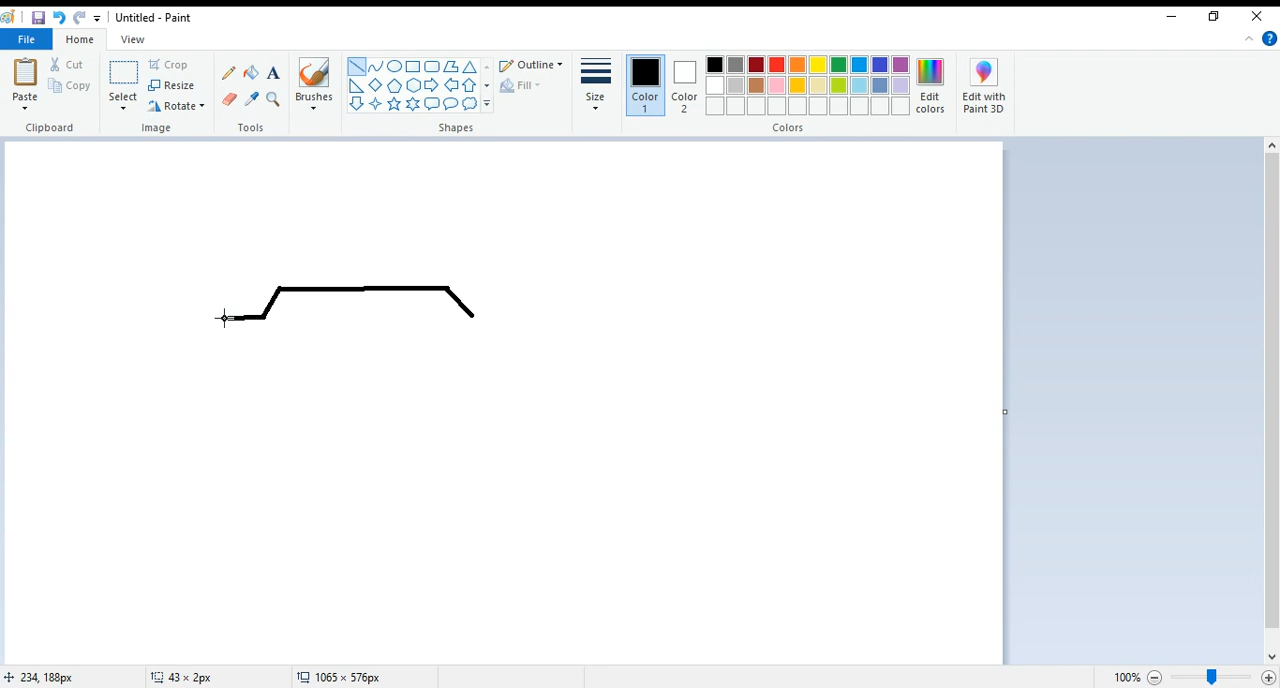 Untitled - Paint
File Home View
Paste
Cut
Copy
Clipboard
Select
Crop
Resize
Rotate
Image
Tools
Brushes
Outline
Fill
Shapes
Size
Color 1
Color 2
Edit colors
Colors
Edit with Paint 3D
234, 188px 43 × 2px 1065 × 576px 100%